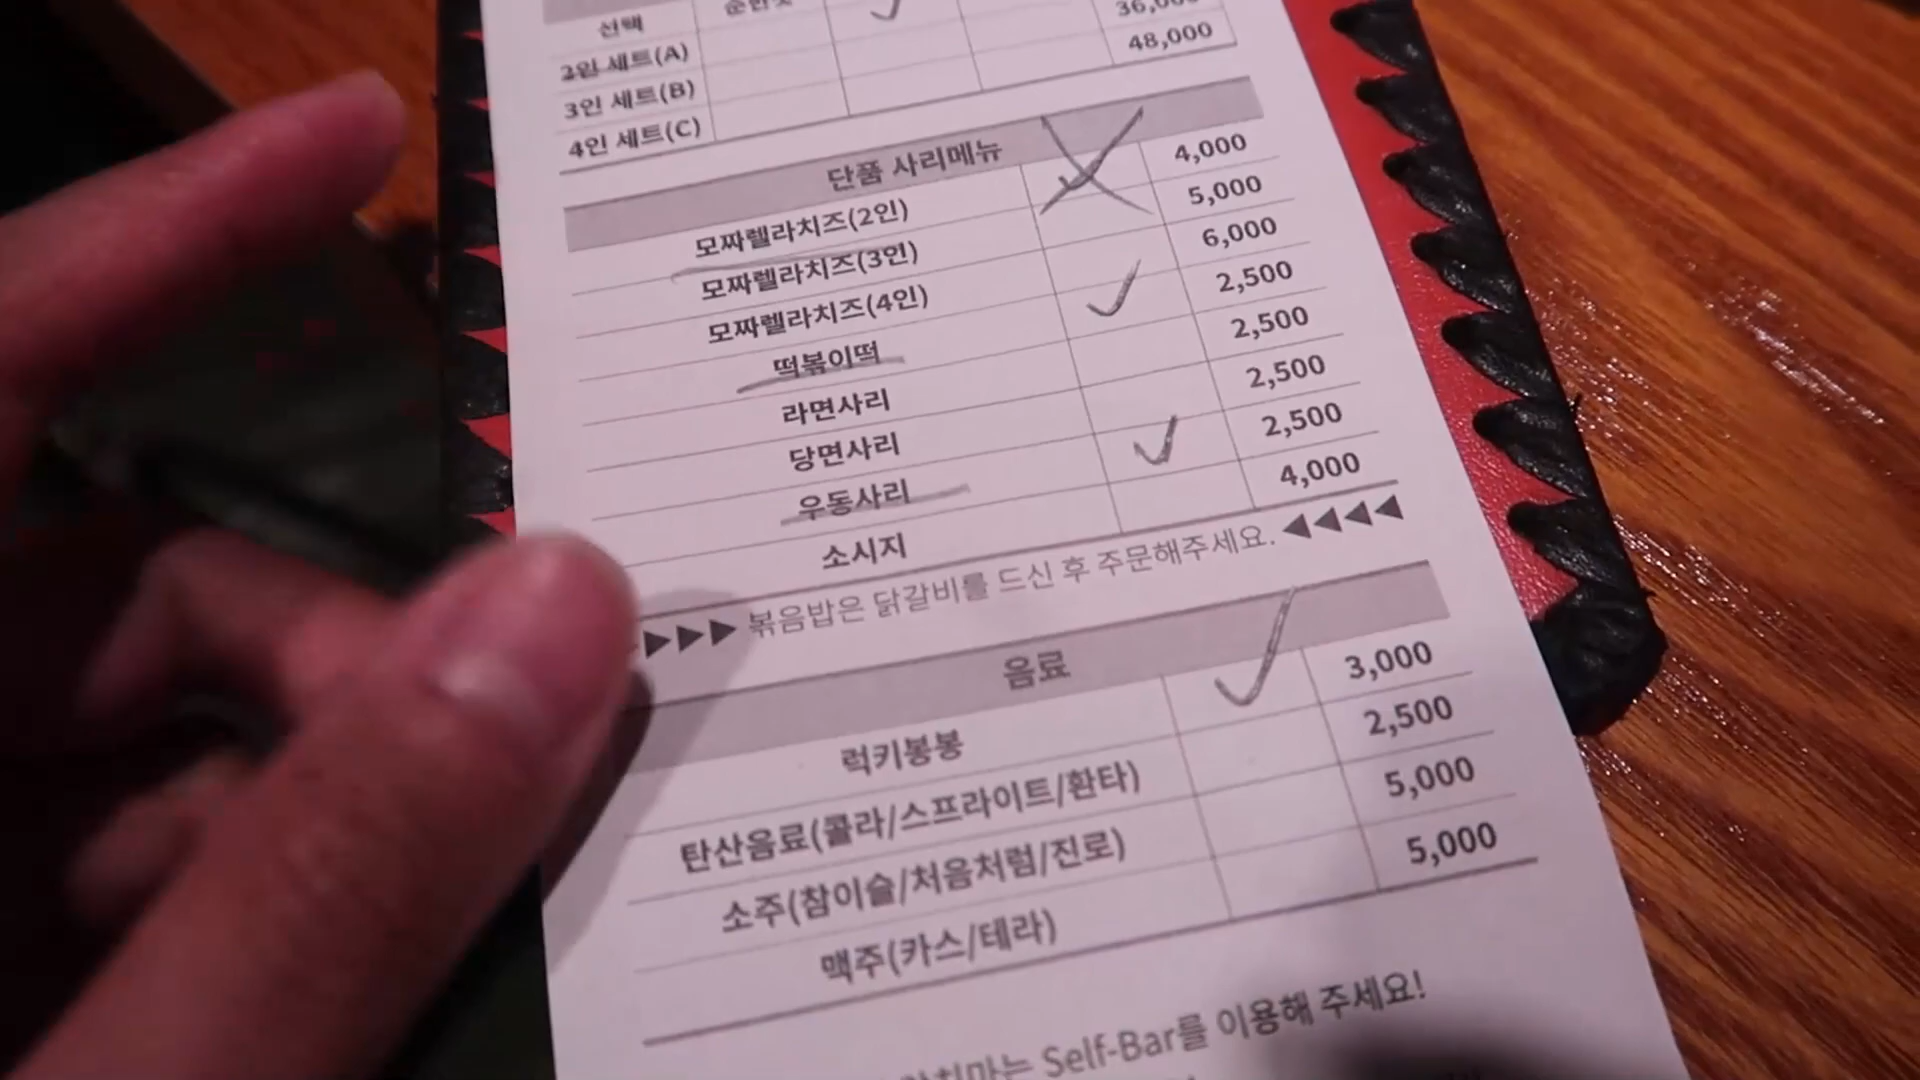 선택
2인 세트(A)
36,000
3인 세트(B)
48,000
4인 세트(C)
단품 사리메뉴
모짜렐라치즈(2인) 4,000
모짜렐라치즈(3인) 5,000
모짜렐라치즈(4인) 6,000
떡볶이떡 2,500
라면사리 2,500
당면사리 2,500
우동사리 2,500
소시지 4,000
▶▶▶ 볶음밥은 닭갈비를 드신 후 주문해주세요. ◀◀◀◀
음료
럭키봉봉 3,000
탄산음료(콜라/스프라이트/환타) 2,500
소주(참이슬/처음처럼/진로) 5,000
맥주(카스/테라) 5,000
Self-Bar를 이용해 주세요!